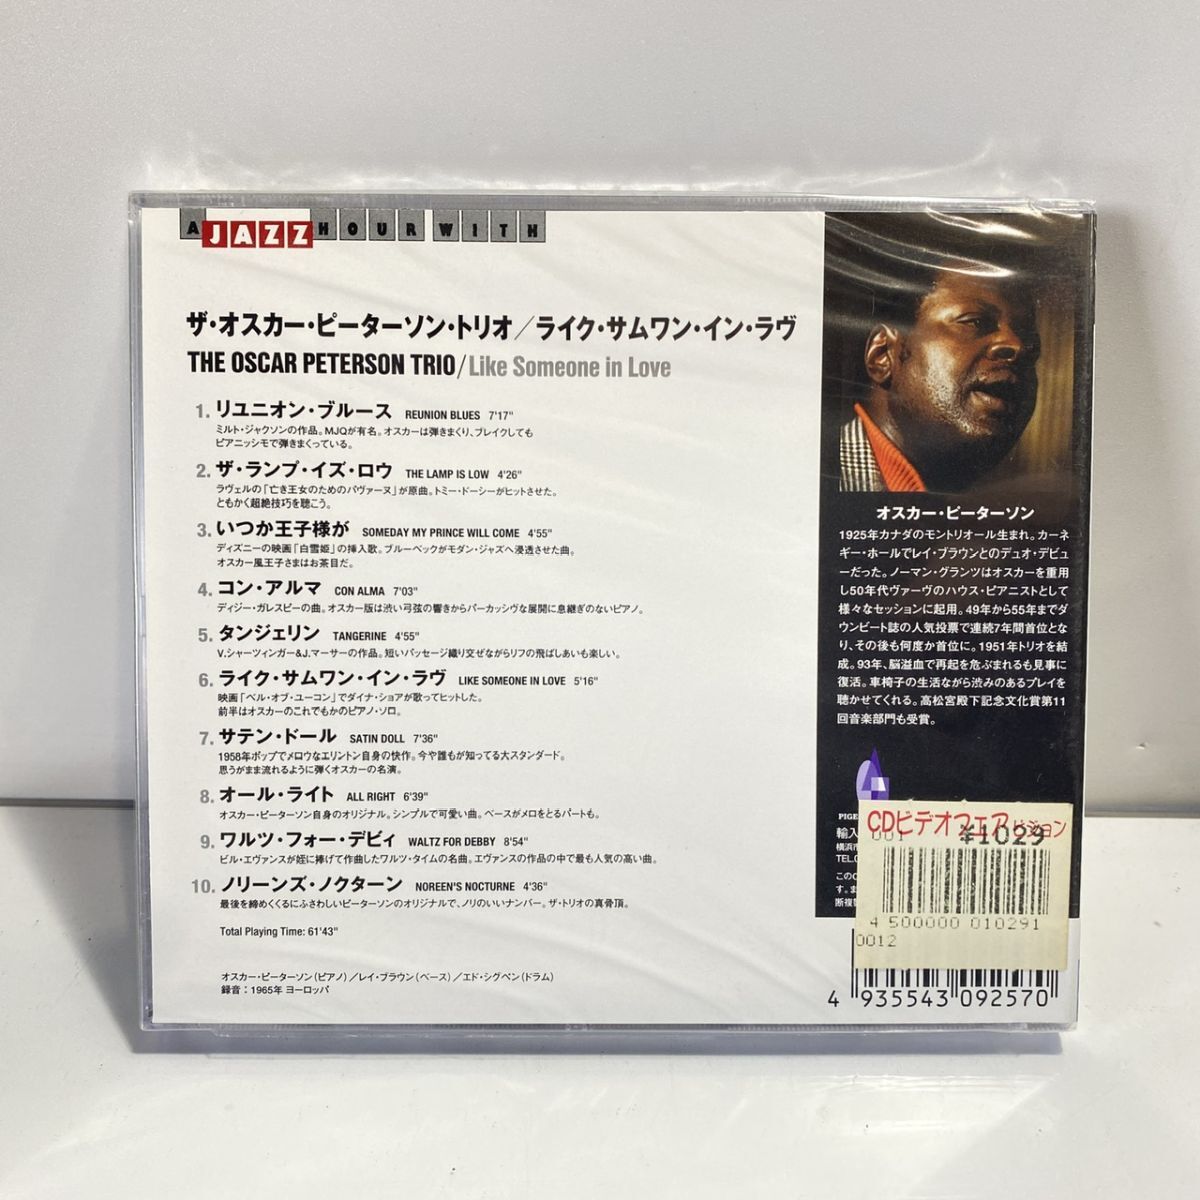 A JAZZ HOUR WITH
ザ・オスカー・ピーターソン・トリオ／ライク・サムワン・イン・ラヴ
THE OSCAR PETERSON TRIO/Like Someone in Love
1. リユニオン・ブルース REUNION BLUES 7'17"
ミルト・ジャクソンの作品。MJQが有名。オスカーは弾きまくり、ブレイクしても
ピアニッシモで弾きまくっている。
2. ザ・ランプ・イズ・ロウ THE LAMP IS LOW 4'26"
ラヴェルの「亡き王女のためのパヴァーヌ」が原曲。トミー・ドーシーがヒットさせた。
ともかく超絶技巧を聴こう。
3. いつか王子様が SOMEDAY MY PRINCE WILL COME 4'55"
ディズニーの映画「白雪姫」の挿入歌。ブルーベックがモダン・ジャズへ浸透させた曲。
オスカー風王子さまはお茶目だ。
4. コン・アルマ CON ALMA 7'03"
ディジー・ガレスピーの曲。オスカー版は渋い弓弦の響きからパーカッシヴな展開に息継ぎのないピアノ。
5. タンジェリン TANGERINE 4'55"
V.シャーツィンガー&J.マーサーの作品。短いパッセージ織り交ぜながらリフの飛ばしあいも楽しい。
6. ライク・サムワン・イン・ラヴ LIKE SOMEONE IN LOVE 5'16"
映画「ベル・オブ・ユーコン」でダイナ・ショアが歌ってヒットした。
前半はオスカーのこれでもかのピアノ・ソロ。
7. サテン・ドール SATIN DOLL 7'36"
1958年ポップでメロウなエリントン自身の快作。今や誰もが知ってる大スタンダード。
思うがまま流れるように弾くオスカーの名演。
8. オール・ライト ALL RIGHT 6'39"
オスカー・ピーターソン自身のオリジナル。シンプルで可愛い曲。ベースがメロをとるパートも。
9. ワルツ・フォー・デビィ WALTZ FOR DEBBY 8'54"
ビル・エヴァンスが姪に捧げて作曲したワルツ・タイムの名曲。エヴァンスの作品の中で最も人気の高い曲。
10. ノリーンズ・ノクターン NOREEN'S NOCTURNE 4'36"
最後を締めくくるにふさわしいピーターソンのオリジナルで、ノリのいいナンバー。ザ・トリオの真骨頂。
Total Playing Time: 61'43"
オスカー・ピーターソン（ピアノ）／レイ・ブラウン（ベース）／エド・シグペン（ドラム）
録音：1965年 ヨーロッパ
オスカー・ピーターソン
1925年カナダのモントリオール生まれ。カーネ
ギー・ホールでレイ・ブラウンとのデュオ・デビュ
ーだった。ノーマン・グランツはオスカーを重用
し50年代ヴァーヴのハウス・ピアニストとして
様々なセッションに起用。49年から55年までダ
ウンビート誌の人気投票で連続7年間首位とな
り、その後も何度か首位に。1951年トリオを結
成。93年、脳溢血で再起を危ぶまれるも見事に
復活。車椅子の生活ながら渋みのあるプレイを
聴かせてくれる。高松宮殿下記念文化賞第11
回音楽部門も受賞。
PIGE
輸入
横浜市
TEL.0
このC
す。ま
断複製
CDビデオフェア ビジョン
001 ¥1029
4 500000 010291
0012
4 935543 092570